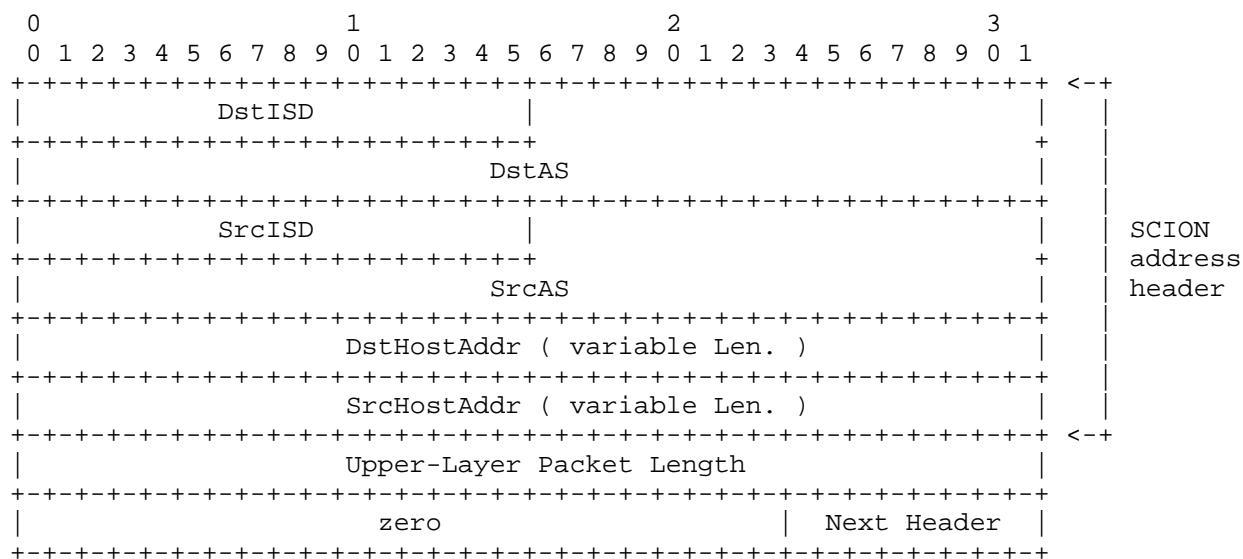 0                   1                   2                   3
 0 1 2 3 4 5 6 7 8 9 0 1 2 3 4 5 6 7 8 9 0 1 2 3 4 5 6 7 8 9 0 1
+-+-+-+-+-+-+-+-+-+-+-+-+-+-+-+-+-+-+-+-+-+-+-+-+-+-+-+-+-+-+-+-+ <-+
|            DstISD             |                               |   |
+-+-+-+-+-+-+-+-+-+-+-+-+-+-+-+-+                               +   |
|                             DstAS                             |   |
+-+-+-+-+-+-+-+-+-+-+-+-+-+-+-+-+-+-+-+-+-+-+-+-+-+-+-+-+-+-+-+-+   |
|            SrcISD             |                               |   | SCION
+-+-+-+-+-+-+-+-+-+-+-+-+-+-+-+-+                               +   | address
|                             SrcAS                             |   | header
+-+-+-+-+-+-+-+-+-+-+-+-+-+-+-+-+-+-+-+-+-+-+-+-+-+-+-+-+-+-+-+-+   |
|                    DstHostAddr ( variable Len. )              |   |
+-+-+-+-+-+-+-+-+-+-+-+-+-+-+-+-+-+-+-+-+-+-+-+-+-+-+-+-+-+-+-+-+   |
|                    SrcHostAddr ( variable Len. )              |   |
+-+-+-+-+-+-+-+-+-+-+-+-+-+-+-+-+-+-+-+-+-+-+-+-+-+-+-+-+-+-+-+-+ <-+
|                    Upper-Layer Packet Length                  |
+-+-+-+-+-+-+-+-+-+-+-+-+-+-+-+-+-+-+-+-+-+-+-+-+-+-+-+-+-+-+-+-+
|                      zero                     |  Next Header  |
+-+-+-+-+-+-+-+-+-+-+-+-+-+-+-+-+-+-+-+-+-+-+-+-+-+-+-+-+-+-+-+-+